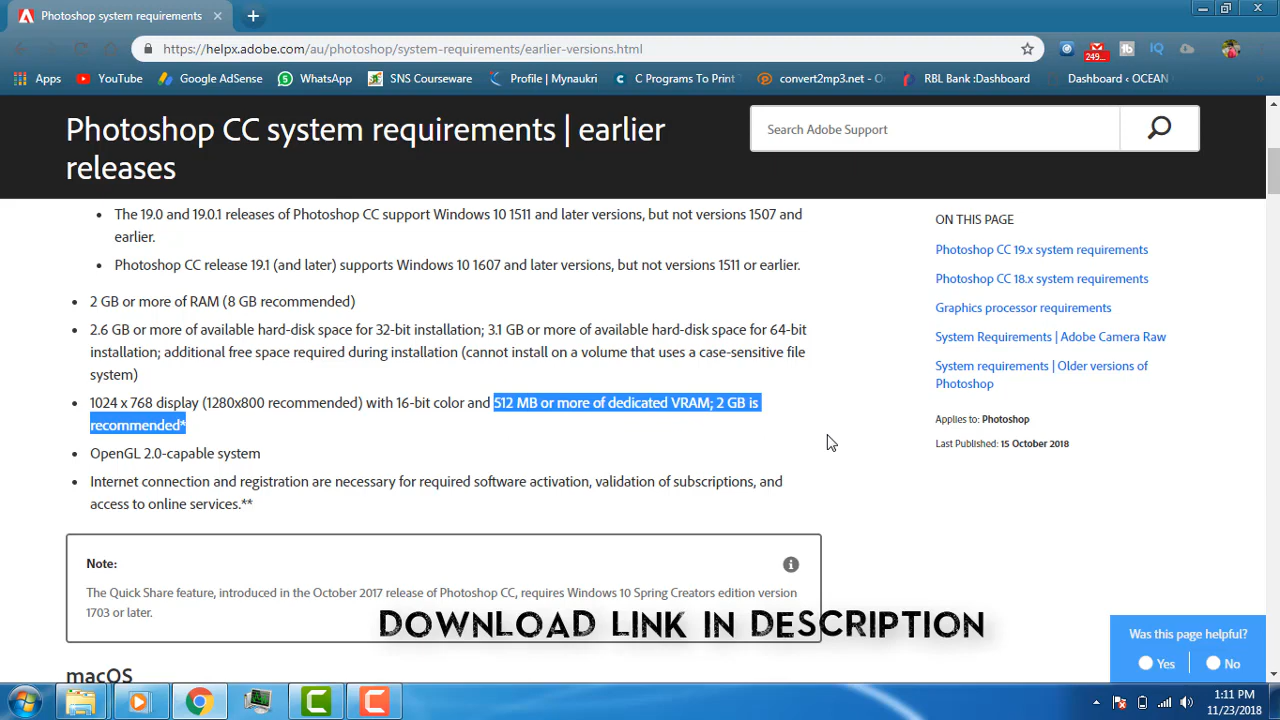 Photoshop system requirements
https://helpx.adobe.com/au/photoshop/system-requirements/earlier-versions.html
249...
IQ
Apps
YouTube
Google AdSense
WhatsApp
SNS Courseware
Profile | Mynaukri
C Programs To Print
convert2mp3.net - O
RBL Bank :Dashboard
Dashboard ‹ OCEAN
Photoshop CC system requirements | earlier
releases
Search Adobe Support
The 19.0 and 19.0.1 releases of Photoshop CC support Windows 10 1511 and later versions, but not versions 1507 and
earlier.
Photoshop CC release 19.1 (and later) supports Windows 10 1607 and later versions, but not versions 1511 or earlier.
2 GB or more of RAM (8 GB recommended)
2.6 GB or more of available hard-disk space for 32-bit installation; 3.1 GB or more of available hard-disk space for 64-bit
installation; additional free space required during installation (cannot install on a volume that uses a case-sensitive file
system)
1024 x 768 display (1280x800 recommended) with 16-bit color and 512 MB or more of dedicated VRAM; 2 GB is
recommended*
OpenGL 2.0-capable system
Internet connection and registration are necessary for required software activation, validation of subscriptions, and
access to online services.**
Note:
The Quick Share feature, introduced in the October 2017 release of Photoshop CC, requires Windows 10 Spring Creators edition version
1703 or later.
macOS
ON THIS PAGE
Photoshop CC 19.x system requirements
Photoshop CC 18.x system requirements
Graphics processor requirements
System Requirements | Adobe Camera Raw
System requirements | Older versions of
Photoshop
Applies to: Photoshop
Last Published: 15 October 2018
DOWNLOAD LINK IN DESCRIPTION
Was this page helpful?
Yes
No
1:11 PM
11/23/2018